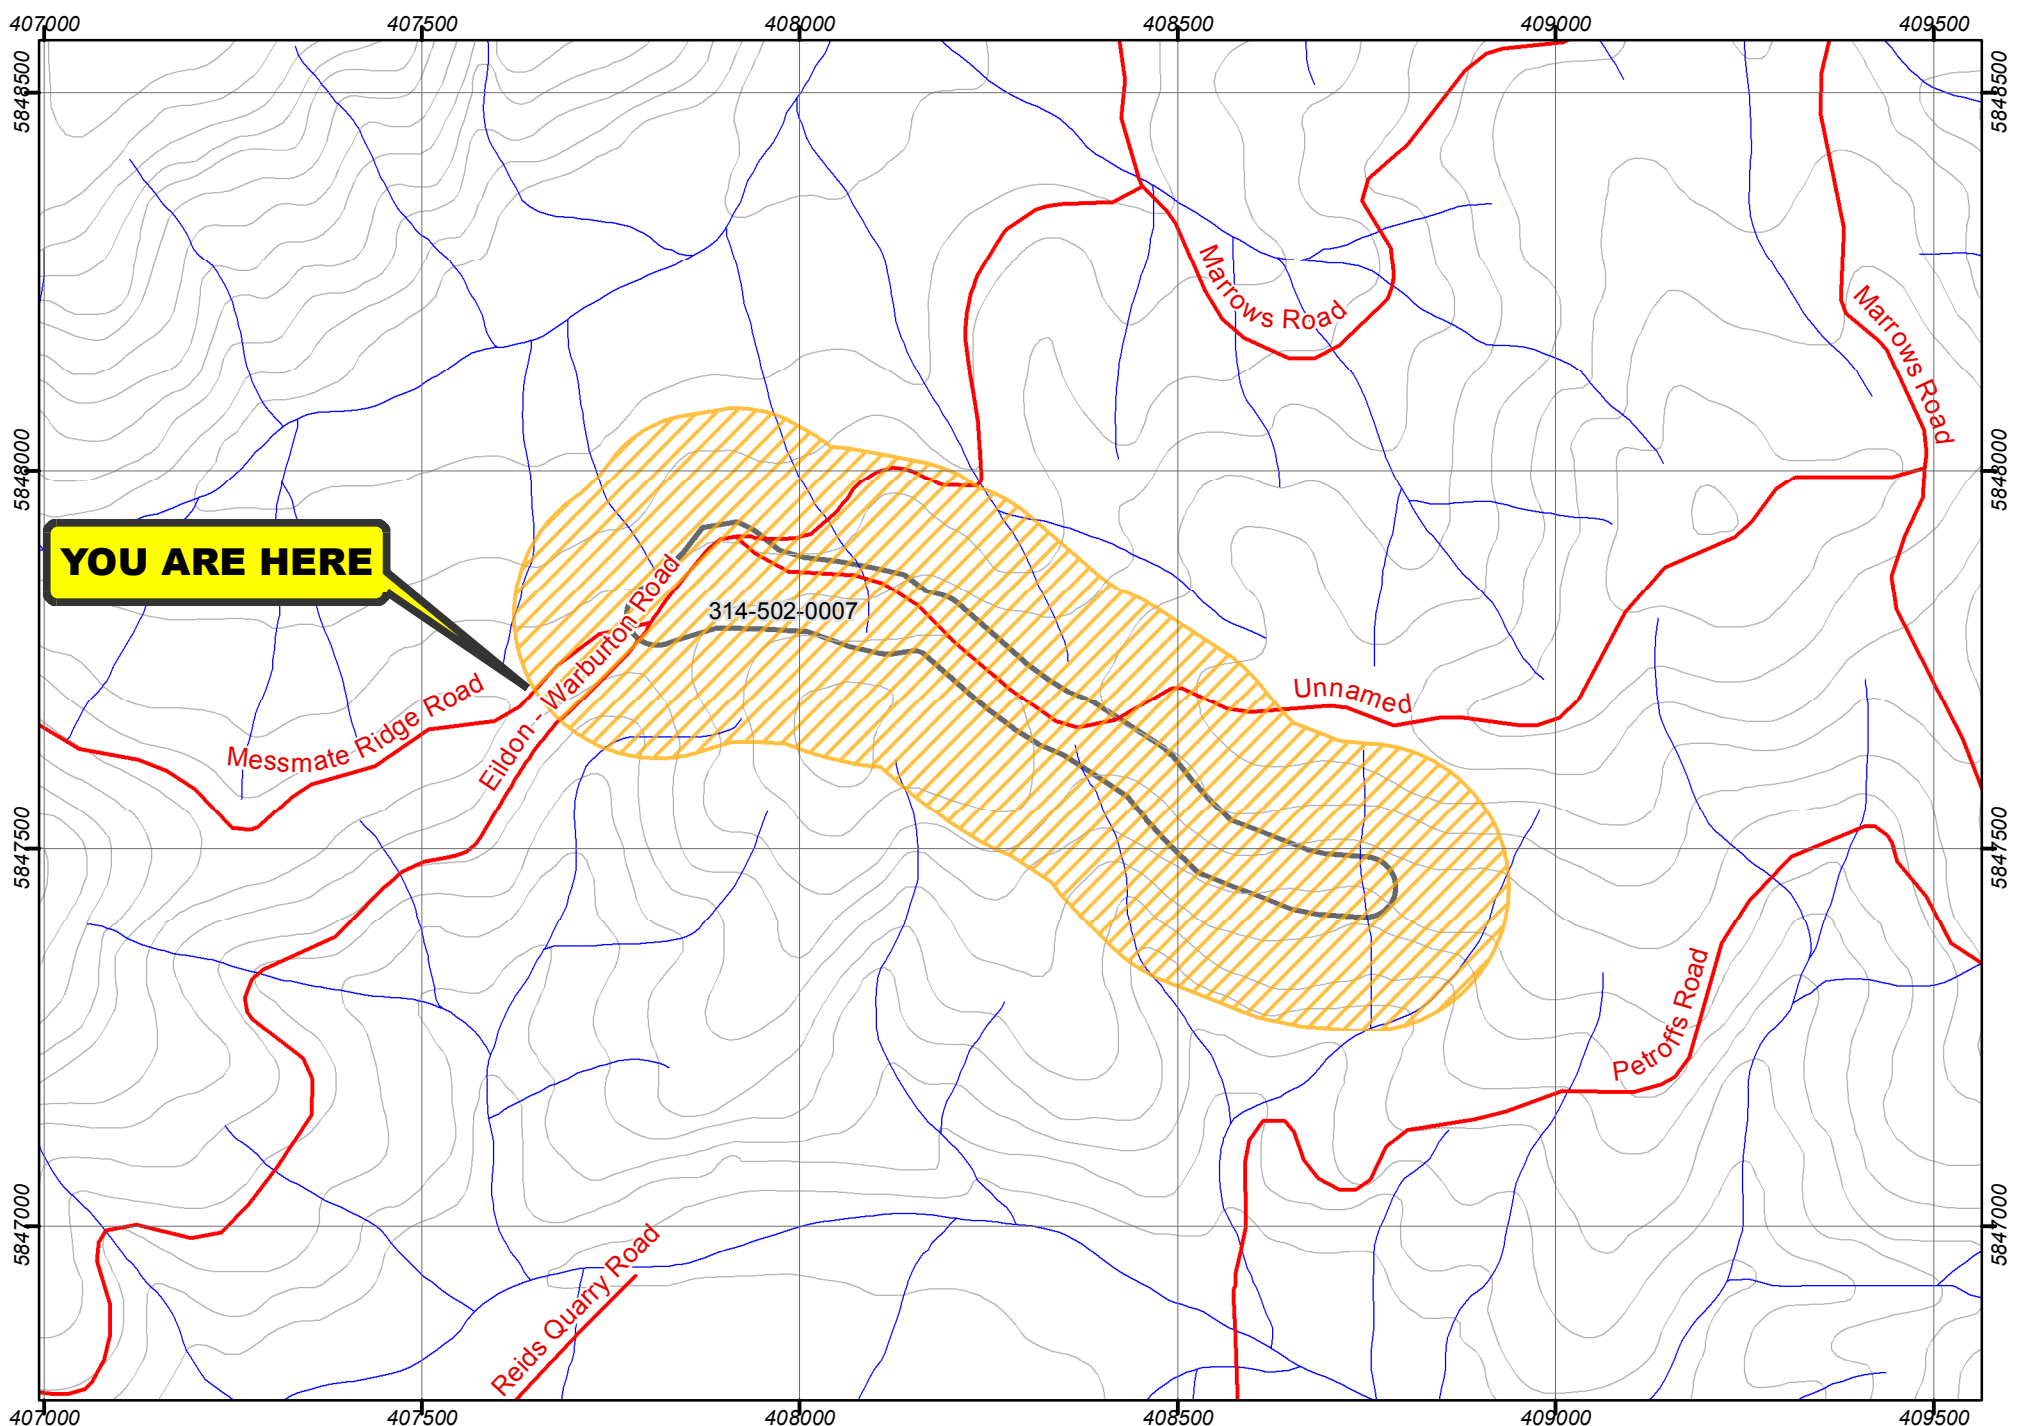 407000 407500 408000 408500 409000 409500
5848500 5848500
Marrows Road
Marrows Road
5848000 5848000
YOU ARE HERE
314-502-0007
Eildon - Warburton Road
Messmate Ridge Road
Unnamed
5847500 5847500
Petroffs Road
5847000 5847000
Reids Quarry Road
407000 407500 408000 408500 409000 409500